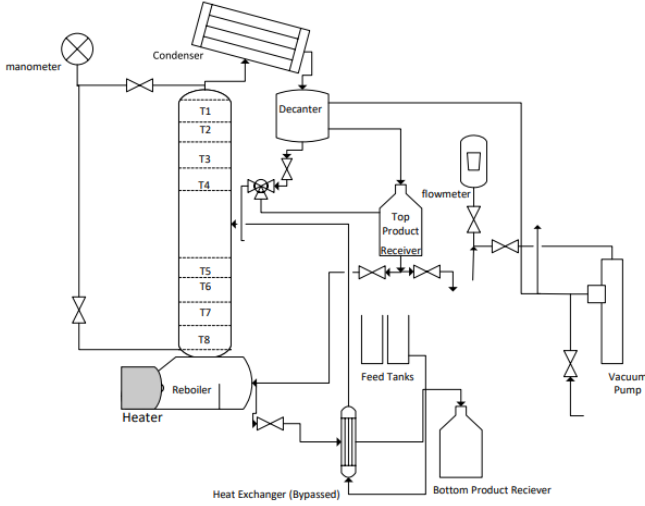 Condenser
manometer
Decanter
T1
T2
T3
T4
flowmeter
Top
Product
Receiver
T5
T6
T7
T8
Reboiler
Feed Tanks
Vacuum
Pump
Heater
Heat Exchanger (Bypassed)
Bottom Product Reciever